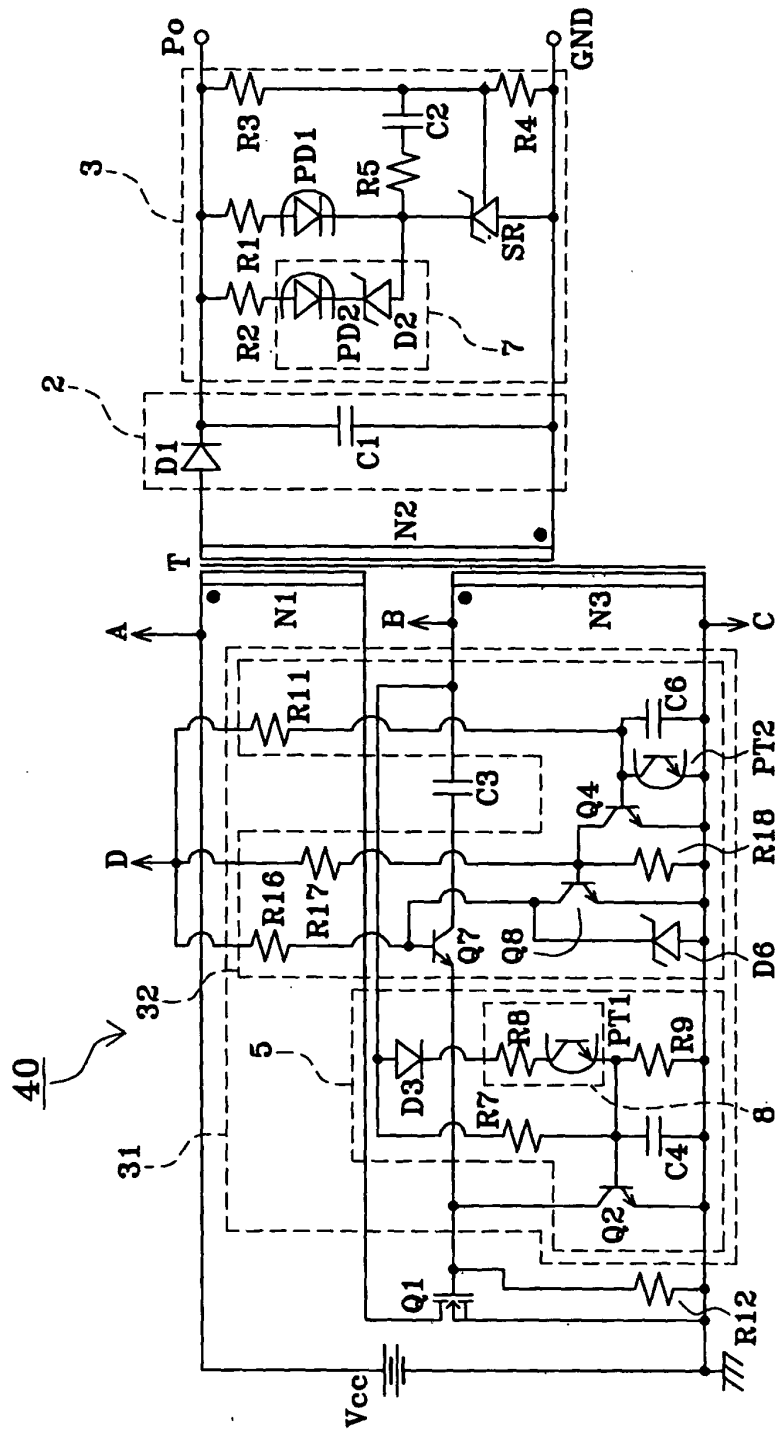 40
31
32
5
A
D
B
C
T
N1
N2
N3
2
3
7
8
Vcc
Q1
R12
Q2
C4
R7
D3
R8
PT1
R9
R16
R17
Q7
Q8
D6
R18
Q4
PT2
C6
C3
R11
D1
C1
R2
R1
R3
PD2
D2
PD1
R5
C2
SR
R4
Po
GND